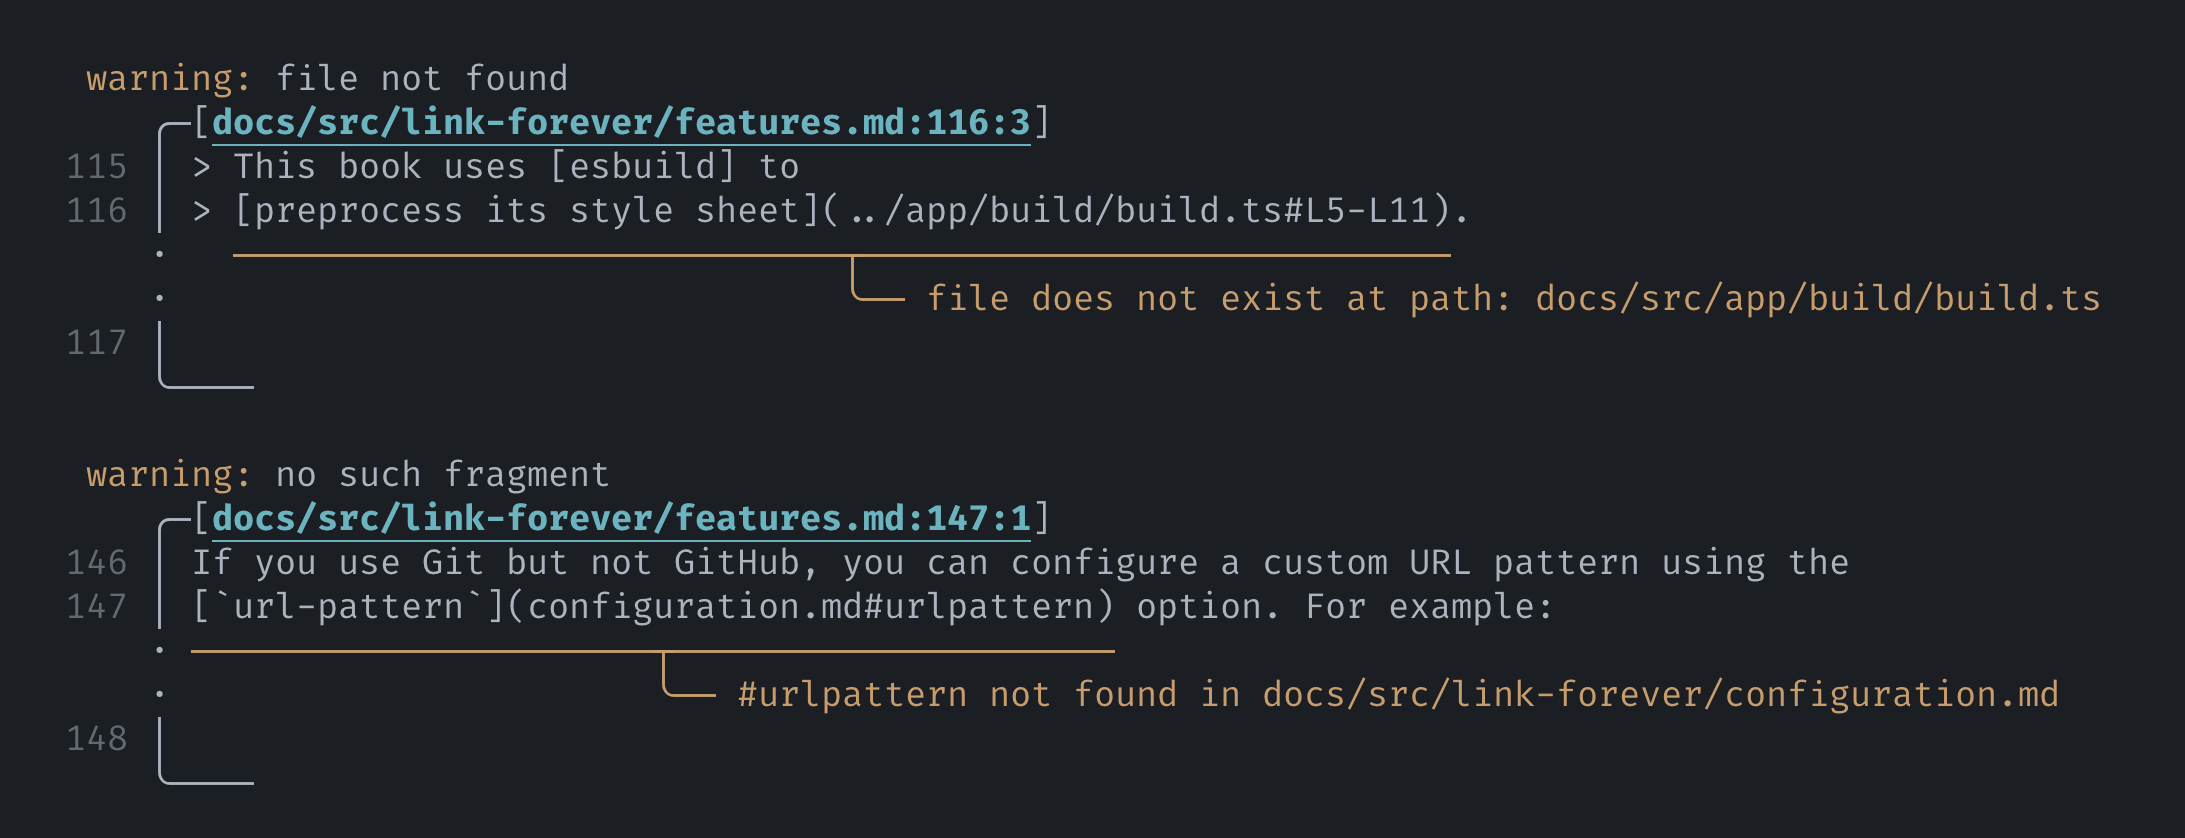 warning: file not found
[docs/src/link-forever/features.md:116:3]
115 > This book uses [esbuild] to
116 > [preprocess its style sheet](../app/build/build.ts#L5-L11).
·
· file does not exist at path: docs/src/app/build/build.ts
117
warning: no such fragment
[docs/src/link-forever/features.md:147:1]
146 If you use Git but not GitHub, you can configure a custom URL pattern using the
147 [`url-pattern`](configuration.md#urlpattern) option. For example:
·
· #urlpattern not found in docs/src/link-forever/configuration.md
148